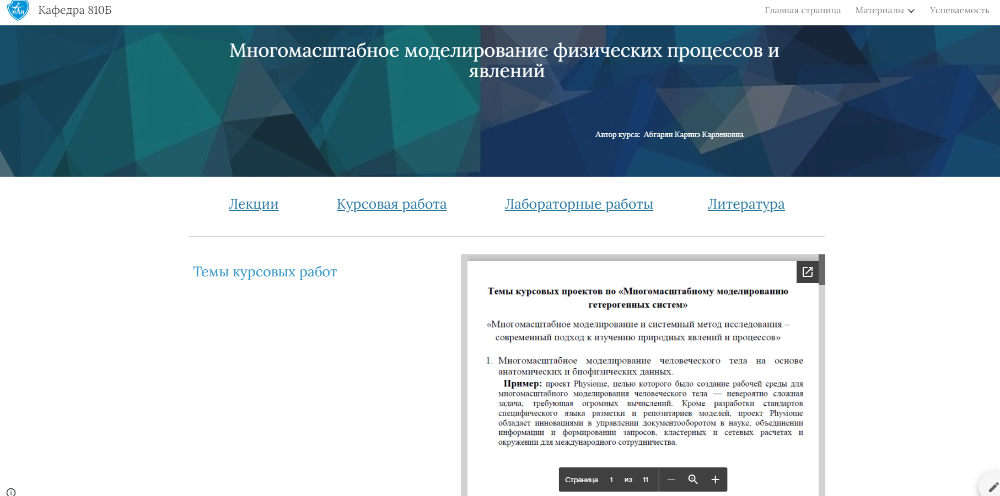 МАИ
Кафедра 810Б
Главная страница
Материалы
Успеваемость
Многомасштабное моделирование физических процессов и
явлений
Автор курса: Абгарян Каринэ Карленовна
Лекции
Курсовая работа
Лабораторные работы
Литература
Темы курсовых работ
Темы курсовых проектов по «Многомасштабному моделированию
гетерогенных систем»
«Многомасштабное моделирование и системный метод исследования –
современный подход к изучению природных явлений и процессов»
1. Многомасштабное моделирование человеческого тела на основе
анатомических и биофизических данных.
Пример: проект Physiome, целью которого было создание рабочей среды для
многомасштабного моделирования человеческого тела — невероятно сложная
задача, требующая огромных вычислений. Кроме разработки стандартов
специфического языка разметки и репозитариев моделей, проект Physiome
обладает инновациями в управлении документооборотом в науке, объединении
информации и формировании запросов, кластерных и сетевых расчетах и
окружении для международного сотрудничества.
Страница 1 из 11